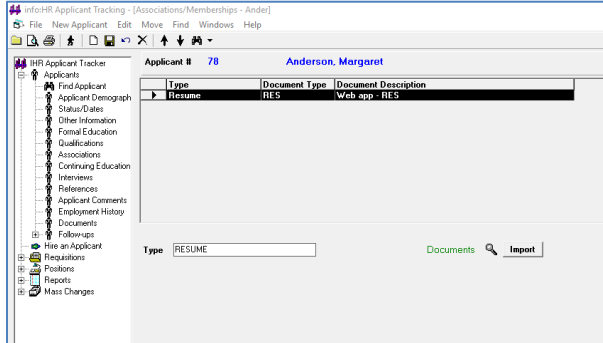 info:HR Applicant Tracking - [Associations/Memberships - Ander]
File New Applicant Edit Move Find Windows Help
IHR Applicant Tracker
Applicants
Find Applicant
Applicant Demograph
Status/Dates
Other Information
Formal Education
Qualifications
Associations
Continuing Education
Interviews
References
Applicant Comments
Employment History
Documents
Follow-ups
Hire an Applicant
Requisitions
Positions
Reports
Mass Changes
Applicant # 78 Anderson, Margaret
Type Document Type Document Description
Resume RES Web app - RES
Type RESUME Documents Import